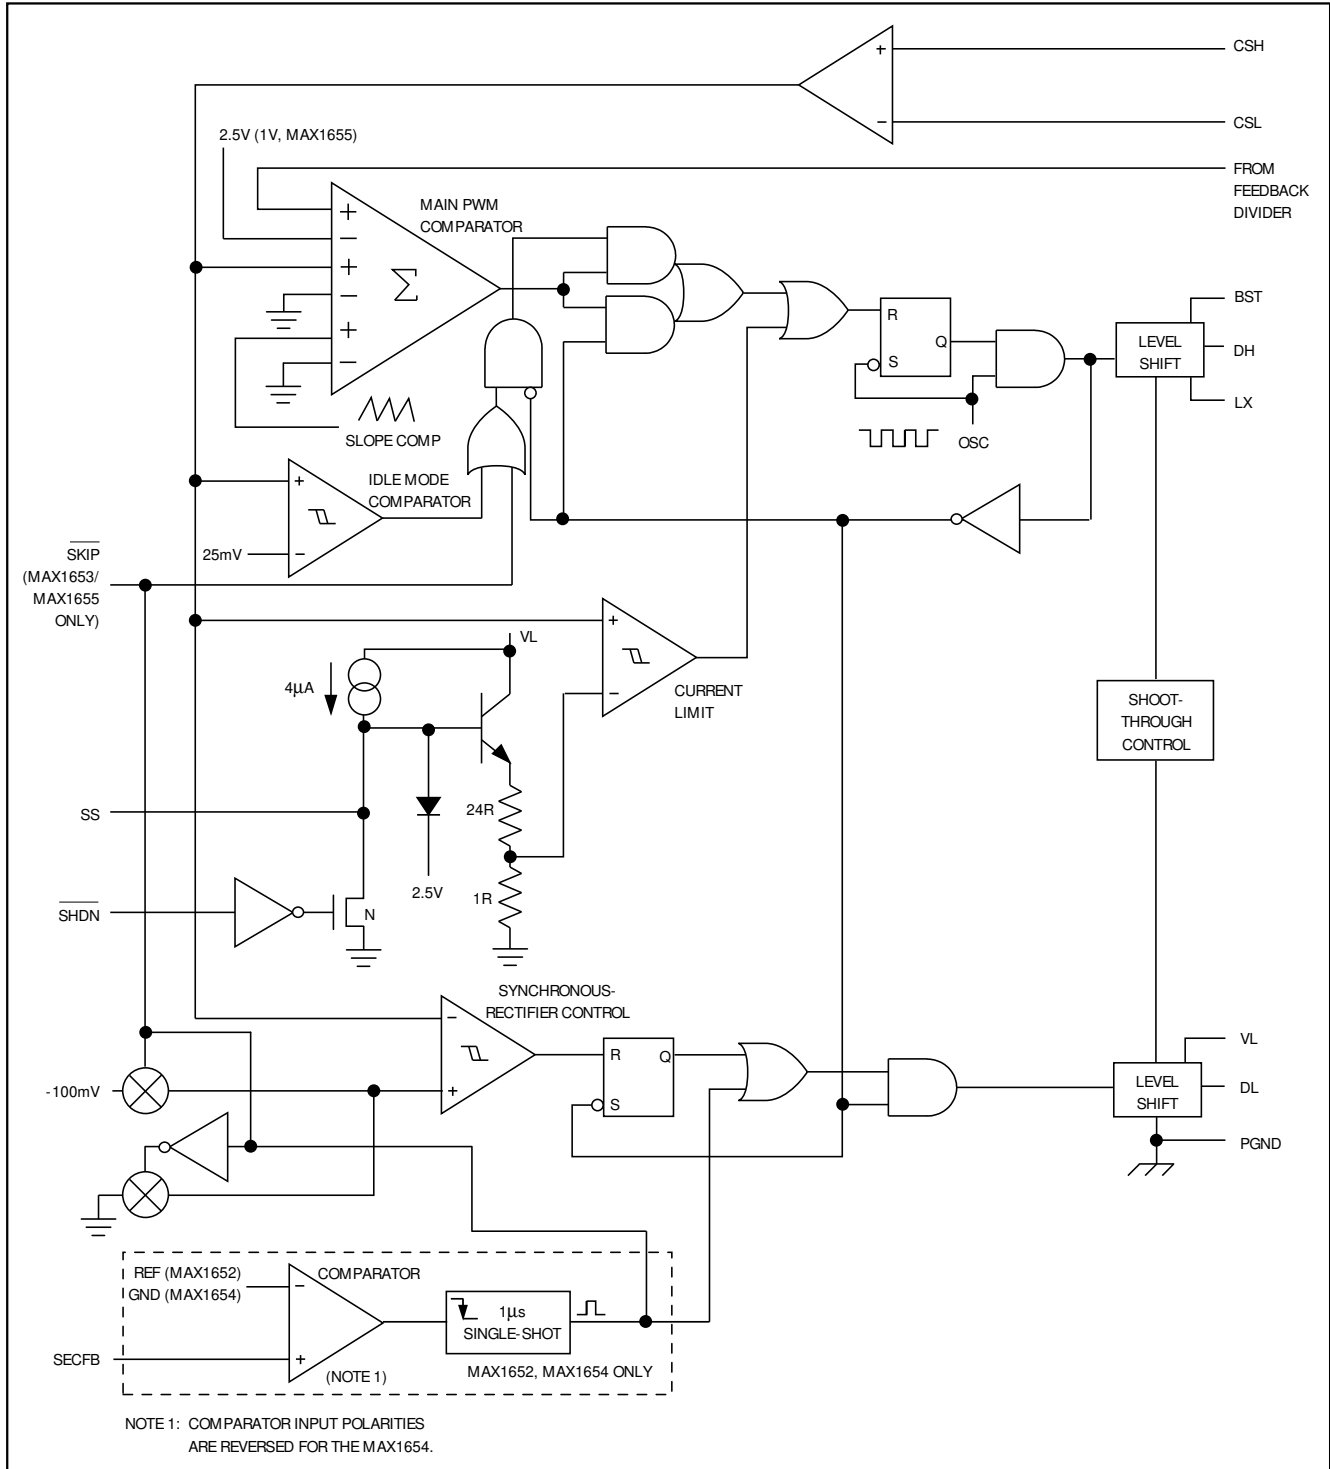 CSH
+
−
CSL
2.5V (1V, MAX1655)
FROM
FEEDBACK
DIVIDER
MAIN PWM
COMPARATOR
+
−
+
−
+
−
Σ
BST
R
Q
S
LEVEL
SHIFT
DH
LX
SLOPE COMP
OSC
IDLE MODE
COMPARATOR
+
−
25mV
SKIP
(MAX1653/
MAX1655
ONLY)
+
−
VL
4µA
CURRENT
LIMIT
SHOOT-
THROUGH
CONTROL
SS
24R
2.5V
1R
SHDN
N
SYNCHRONOUS-
RECTIFIER CONTROL
−
+
R
Q
S
VL
-100mV
LEVEL
SHIFT
DL
PGND
REF (MAX1652)
GND (MAX1654)
COMPARATOR
−
+
1µs
SINGLE-SHOT
SECFB
(NOTE 1)
MAX1652, MAX1654 ONLY
NOTE 1: COMPARATOR INPUT POLARITIES
ARE REVERSED FOR THE MAX1654.